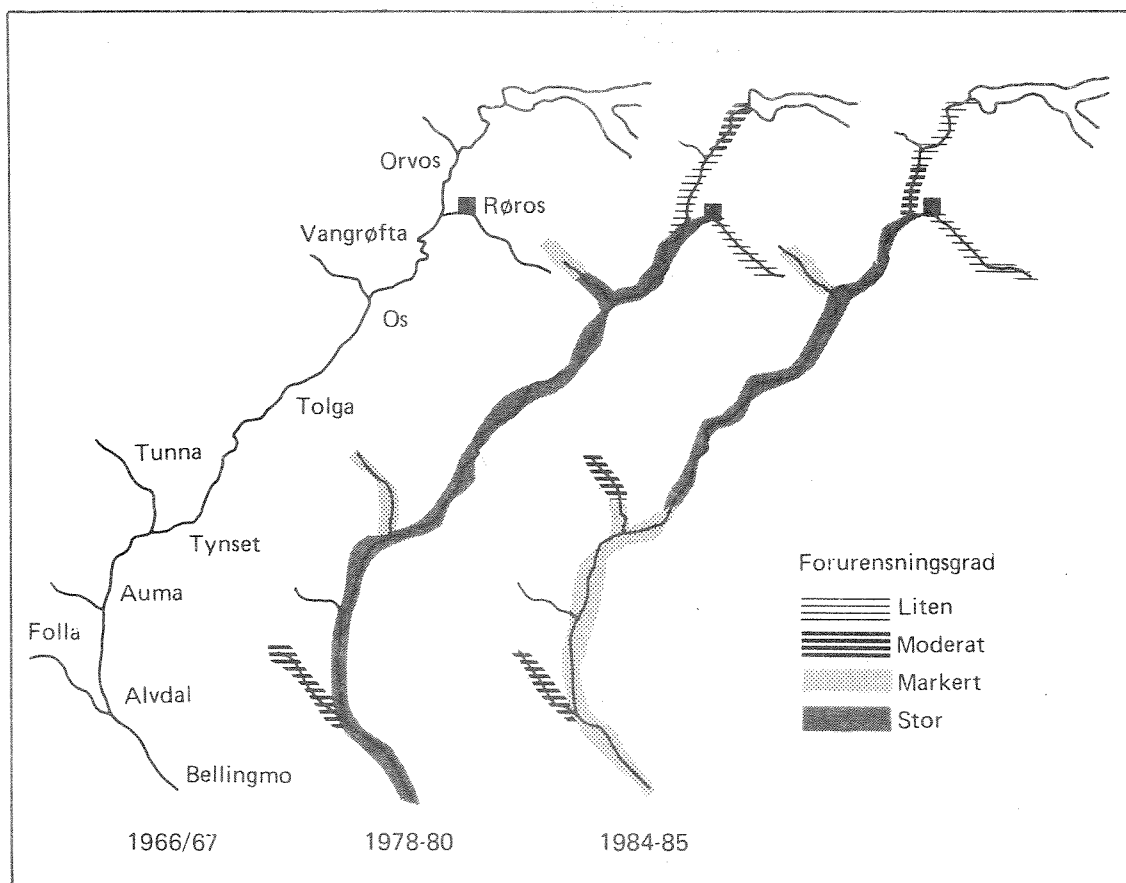 Orvos
Røros
Vangrøfta
Os
Tolga
Tunna
Tynset
Auma
Folla
Alvdal
Bellingmo
Forurensningsgrad
Liten
Moderat
Markert
Stor
1966/67
1978-80
1984-85